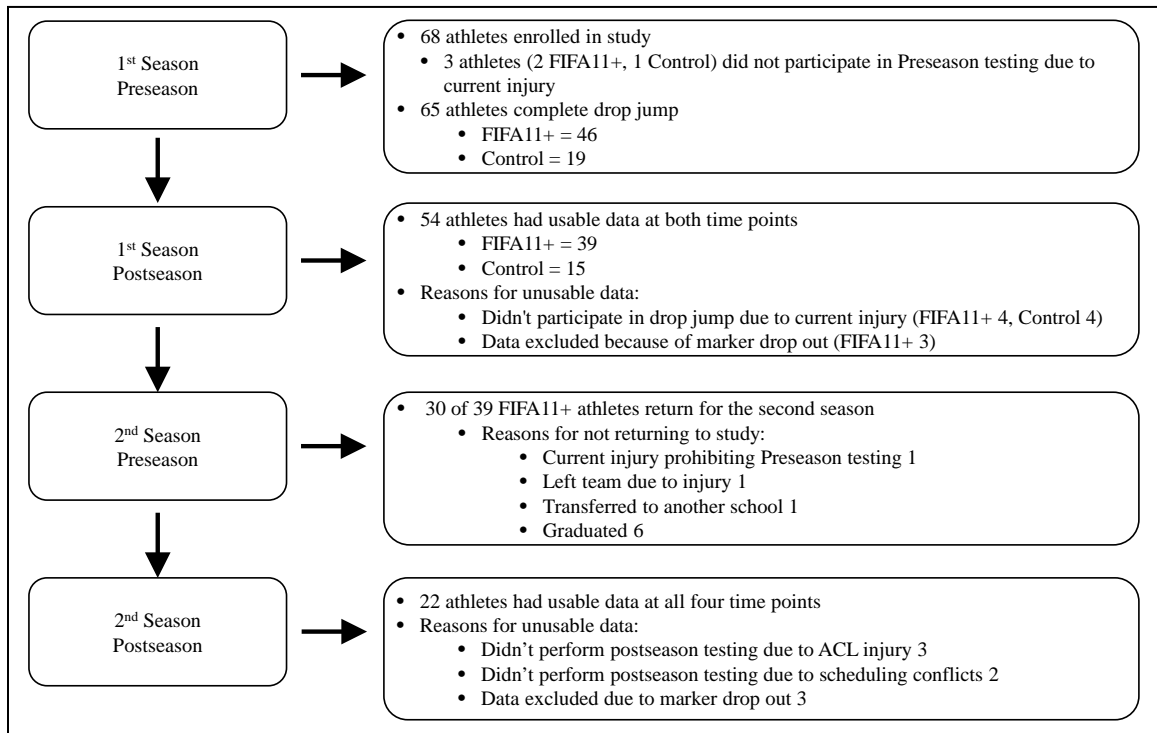 1st Season
Preseason
• 68 athletes enrolled in study
• 3 athletes (2 FIFA11+, 1 Control) did not participate in Preseason testing due to
current injury
• 65 athletes complete drop jump
• FIFA11+ = 46
• Control = 19
1st Season
Postseason
• 54 athletes had usable data at both time points
• FIFA11+ = 39
• Control = 15
• Reasons for unusable data:
• Didn't participate in drop jump due to current injury (FIFA11+ 4, Control 4)
• Data excluded because of marker drop out (FIFA11+ 3)
2nd Season
Preseason
• 30 of 39 FIFA11+ athletes return for the second season
• Reasons for not returning to study:
• Current injury prohibiting Preseason testing 1
• Left team due to injury 1
• Transferred to another school 1
• Graduated 6
2nd Season
Postseason
• 22 athletes had usable data at all four time points
• Reasons for unusable data:
• Didn’t perform postseason testing due to ACL injury 3
• Didn’t perform postseason testing due to scheduling conflicts 2
• Data excluded due to marker drop out 3